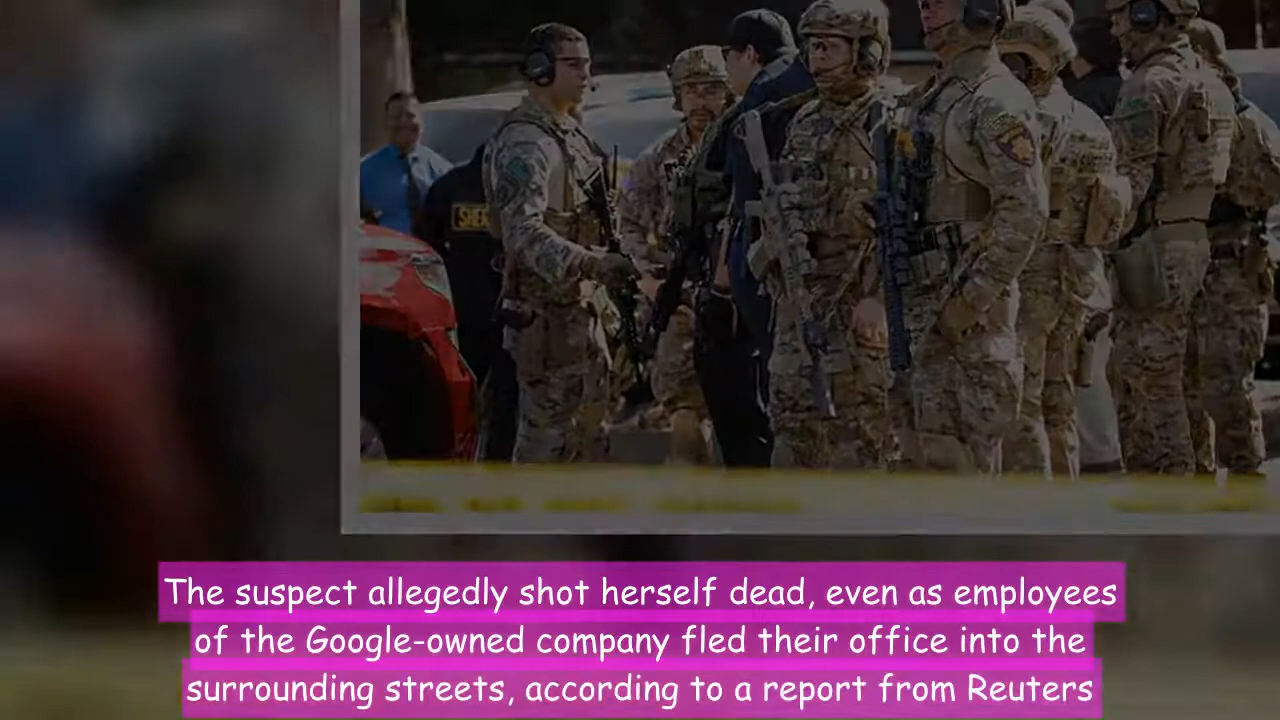 SHER
The suspect allegedly shot herself dead, even as employees
of the Google-owned company fled their office into the
surrounding streets, according to a report from Reuters